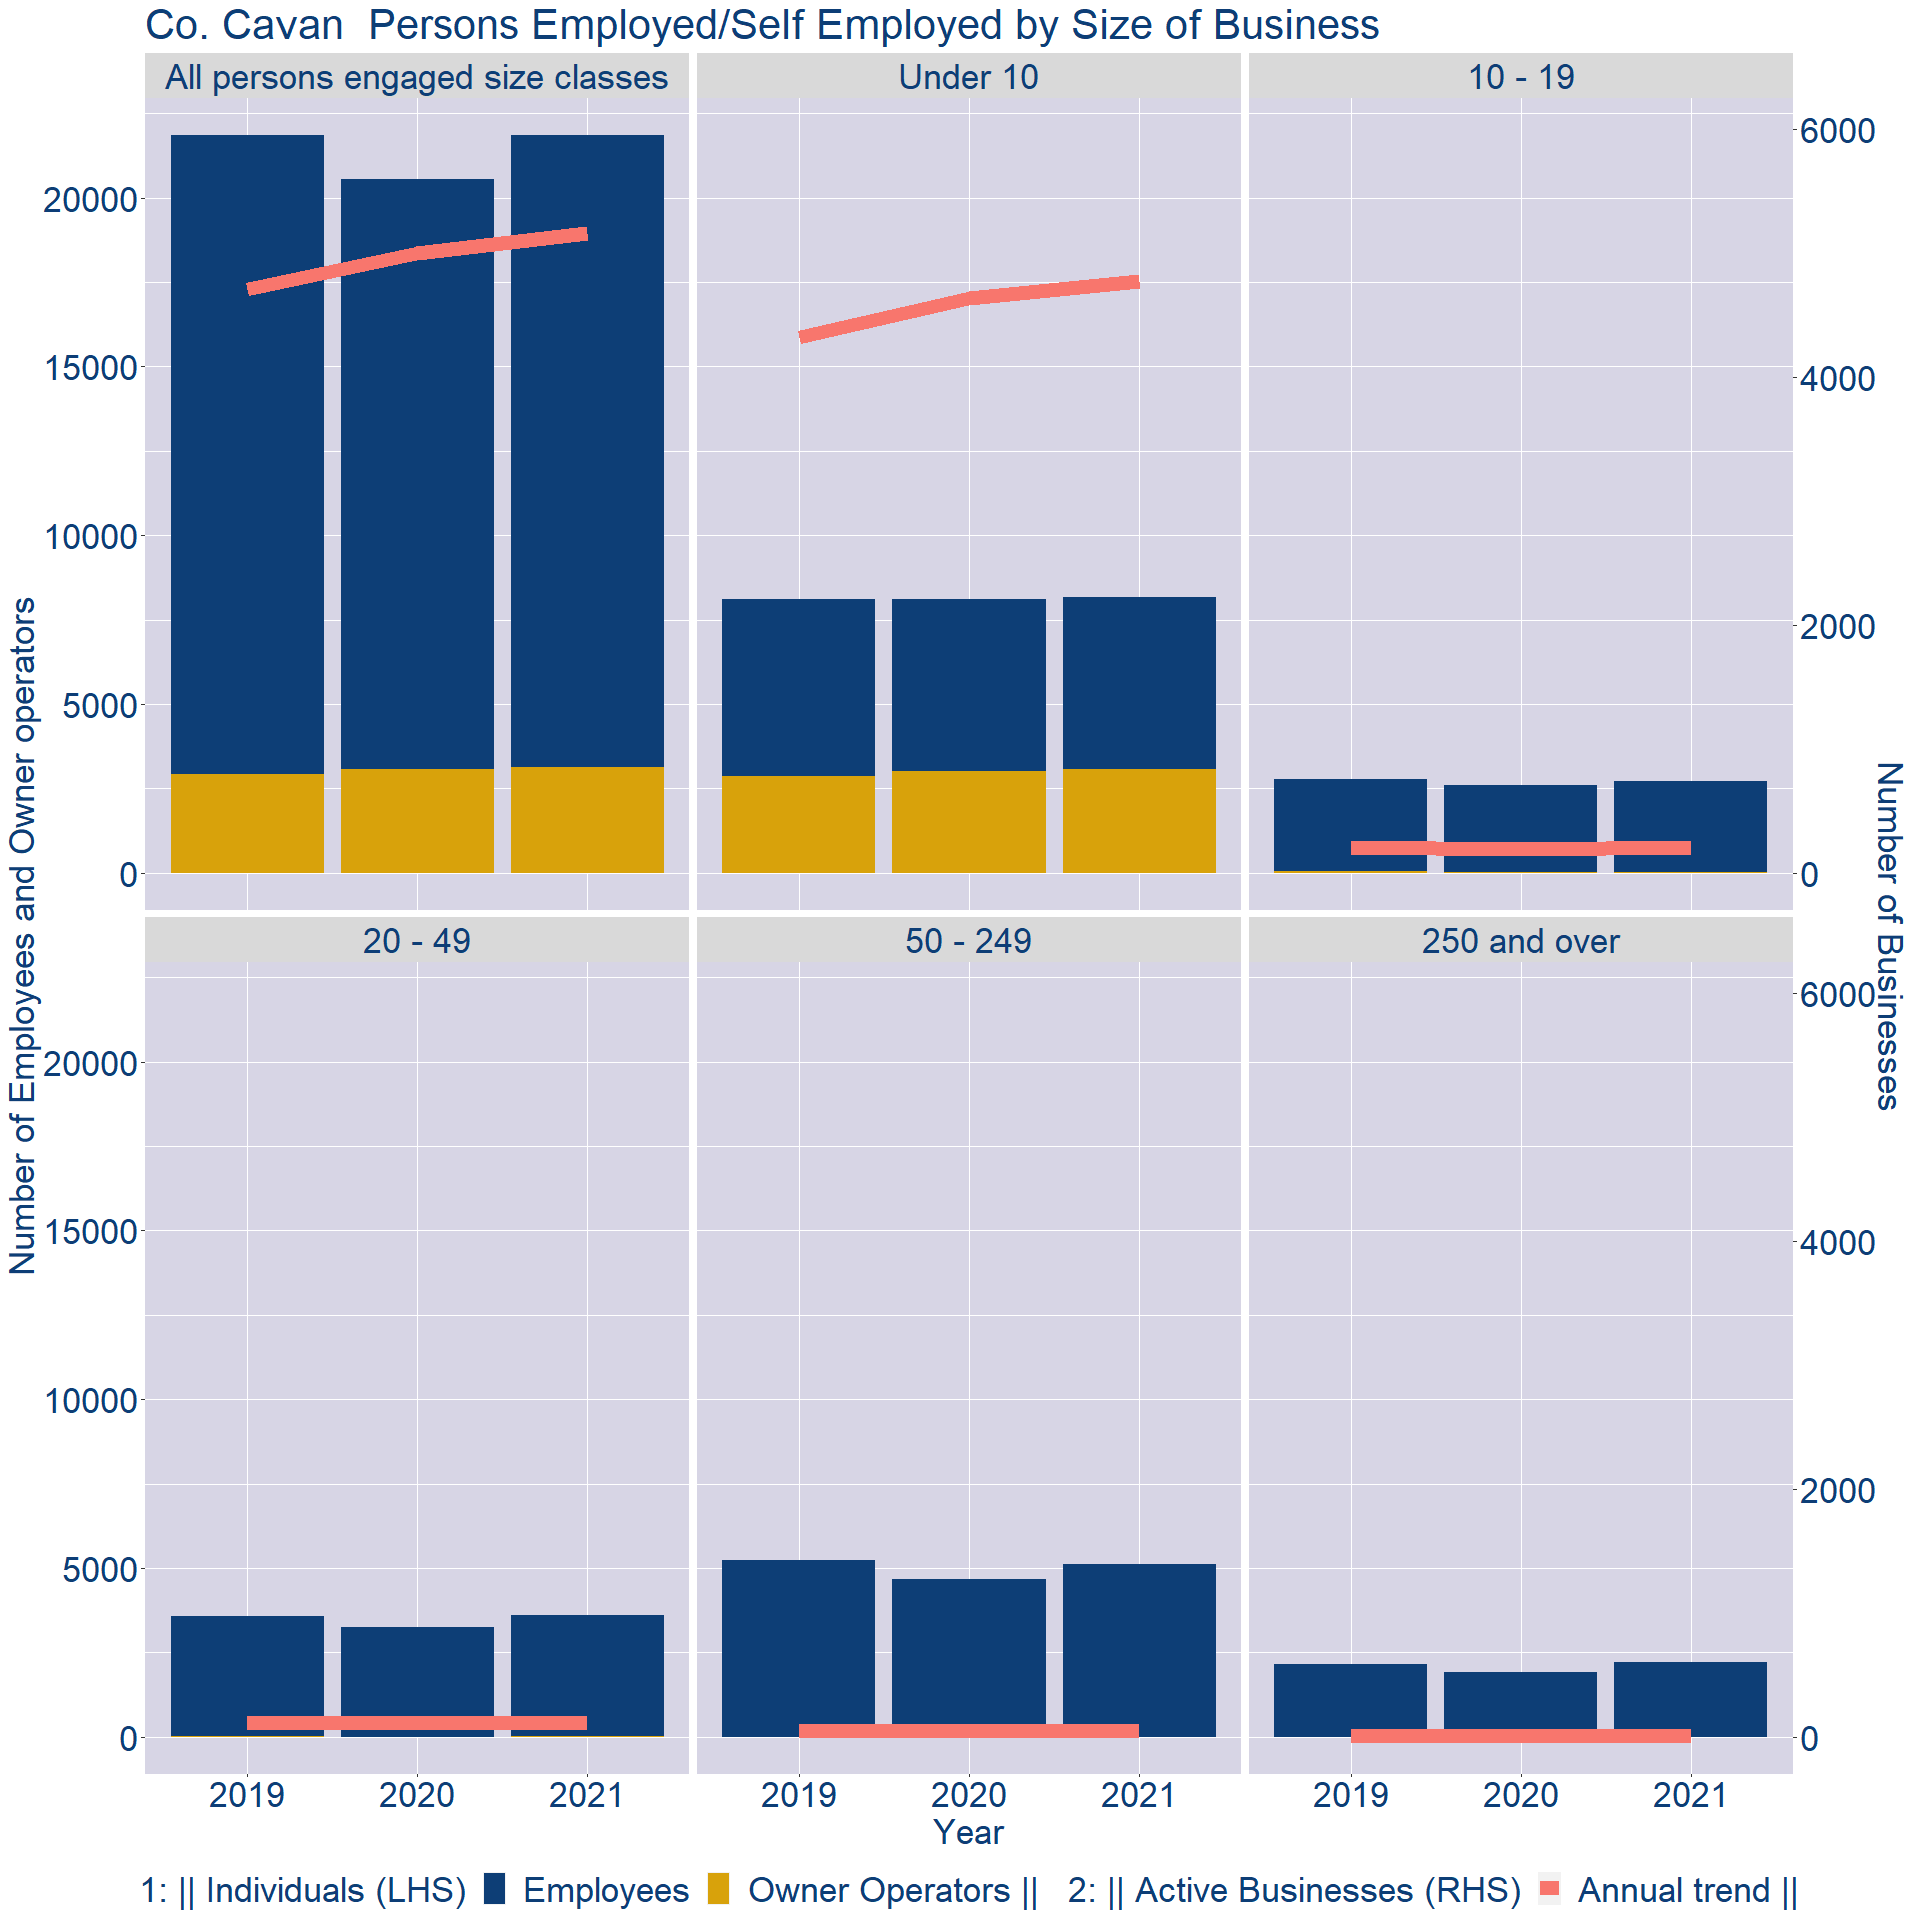 Co. Cavan  Persons Employed/Self Employed by Size of Business
All persons engaged size classes
Under 10
10 - 19
20000
15000
10000
5000
0
6000
4000
2000
0
Number of Employees and Owner operators
Number of Businesses
20 - 49
50 - 249
250 and over
20000
15000
10000
5000
0
6000
4000
2000
0
2019 2020 2021
2019 2020 2021
2019 2020 2021
Year
1: || Individuals (LHS) Employees Owner Operators || 2: || Active Businesses (RHS) Annual trend ||